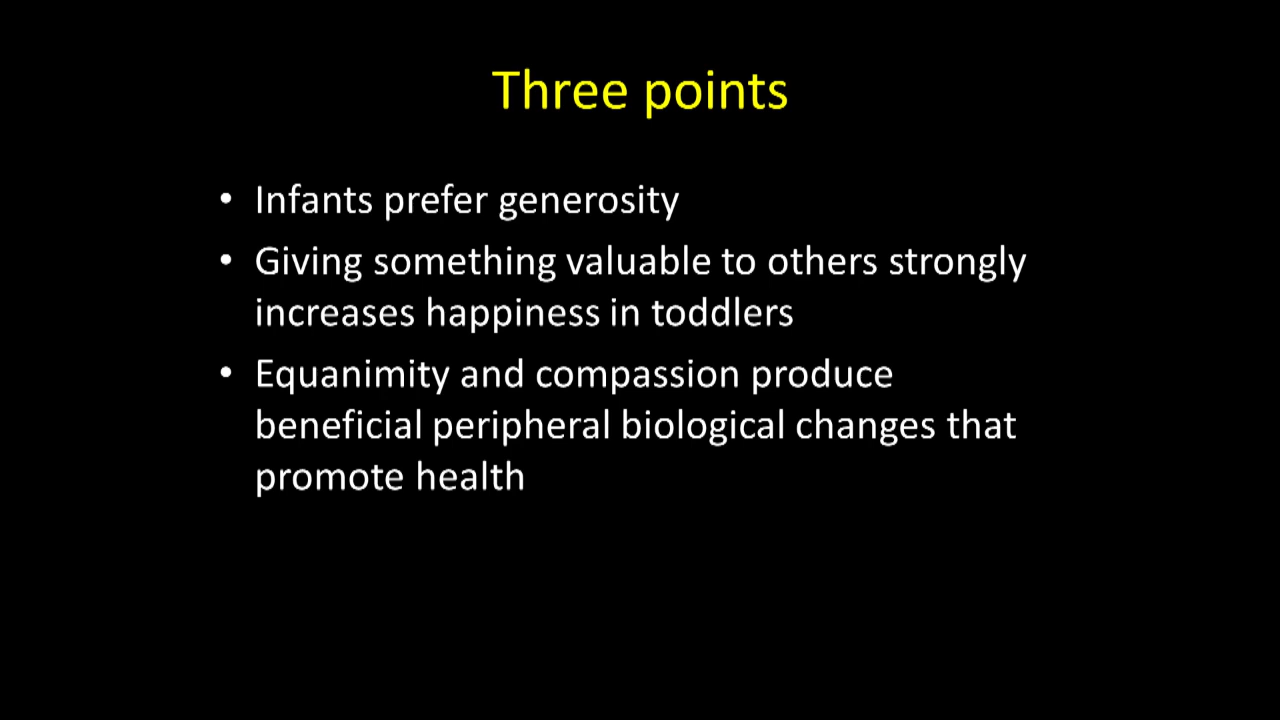 Three points
• Infants prefer generosity
• Giving something valuable to others strongly
increases happiness in toddlers
• Equanimity and compassion produce
beneficial peripheral biological changes that
promote health